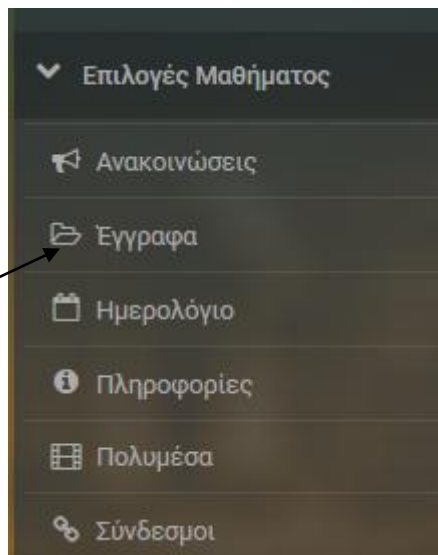 Επιλογές Μαθήματος
Ανακοινώσεις
Έγγραφα
Ημερολόγιο
Πληροφορίες
Πολυμέσα
Σύνδεσμοι